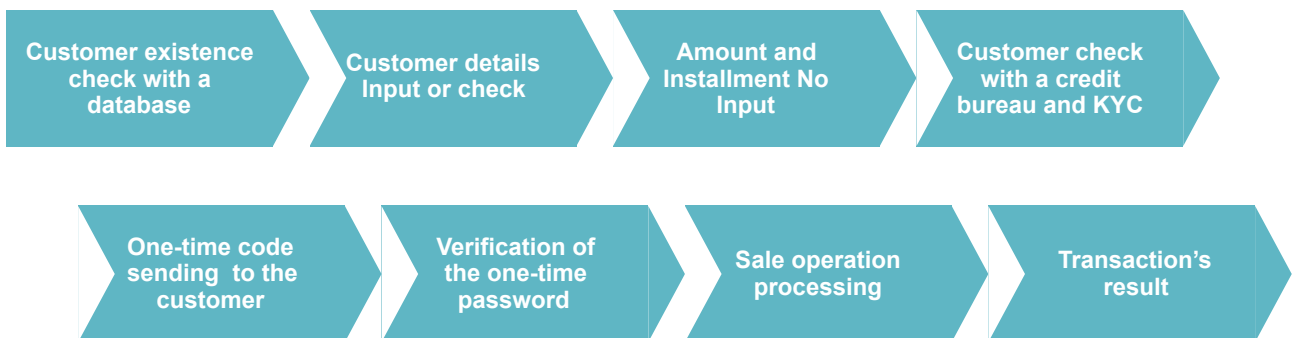 Customer existence
check with a
database
Customer details
Input or check
Amount and
Installment No
Input
Customer check
with a credit
bureau and KYC
One-time code
sending to the
customer
Verification of
the one-time
password
Sale operation
processing
Transaction’s
result